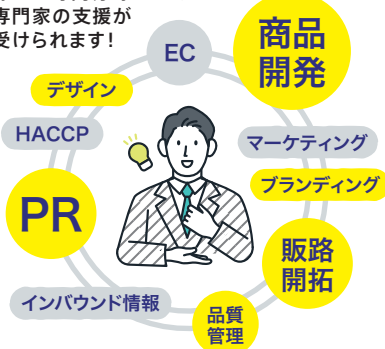 専門家の支援が
受けられます!
EC
商品
開発
デザイン
HACCP
マーケティング
ブランディング
PR
販路
開拓
インバウンド情報
品質
管理